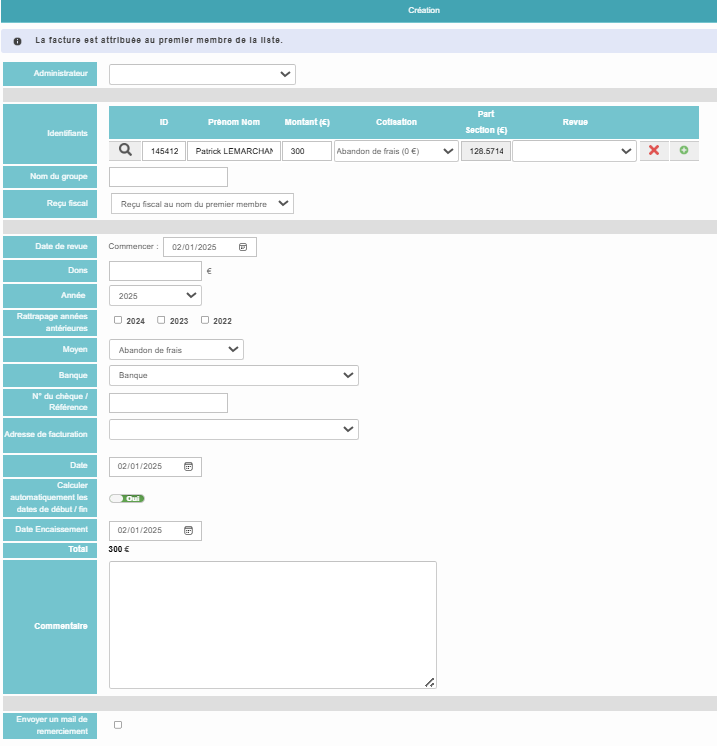 Création
La facture est attribuée au premier membre de la liste.
Administrateur
Identifiants
ID Prénom Nom Montant (€) Cotisation Part Section (€) Revue
145412 Patrick LEMARCHAN 300 Abandon de frais (0 €) 128.5714
Nom du groupe
Reçu fiscal Reçu fiscal au nom du premier membre
Date de revue Commencer : 02/01/2025
Dons €
Année 2025
Rattrapage années
antérieures
2024 2023 2022
Moyen Abandon de frais
Banque Banque
N° du chèque /
Référence
Adresse de facturation
Date 02/01/2025
Calculer
automatiquement les
dates de début / fin
Oui
Date Encaissement 02/01/2025
Total 300 €
Commentaire
Envoyer un mail de
remerciement